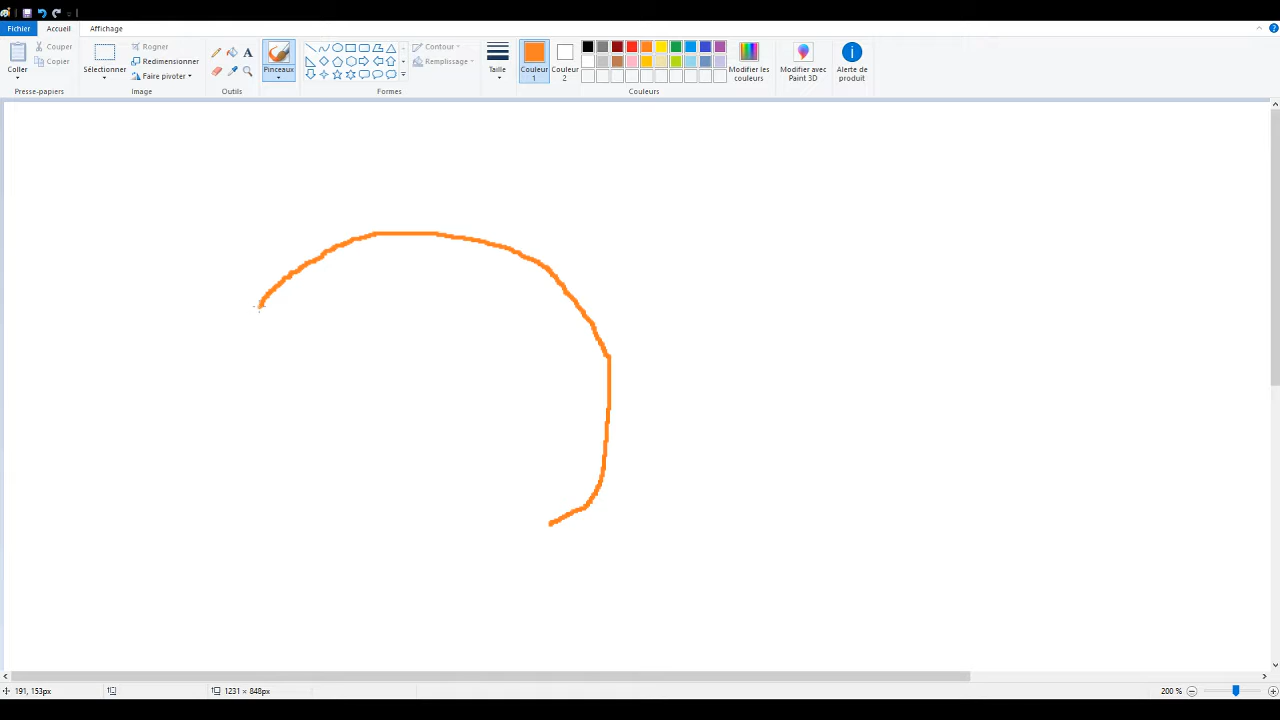 Fichier Accueil Affichage
Coller
Couper
Copier
Presse-papiers
Sélectionner
Rogner
Redimensionner
Faire pivoter
Image
A
Outils
Pinceaux
Contour
Remplissage
Formes
Taille
Couleur
1
Couleur
2
Modifier les
couleurs
Couleurs
Modifier avec
Paint 3D
Alerte de
produit
191, 153px
1231 × 848px
200 %